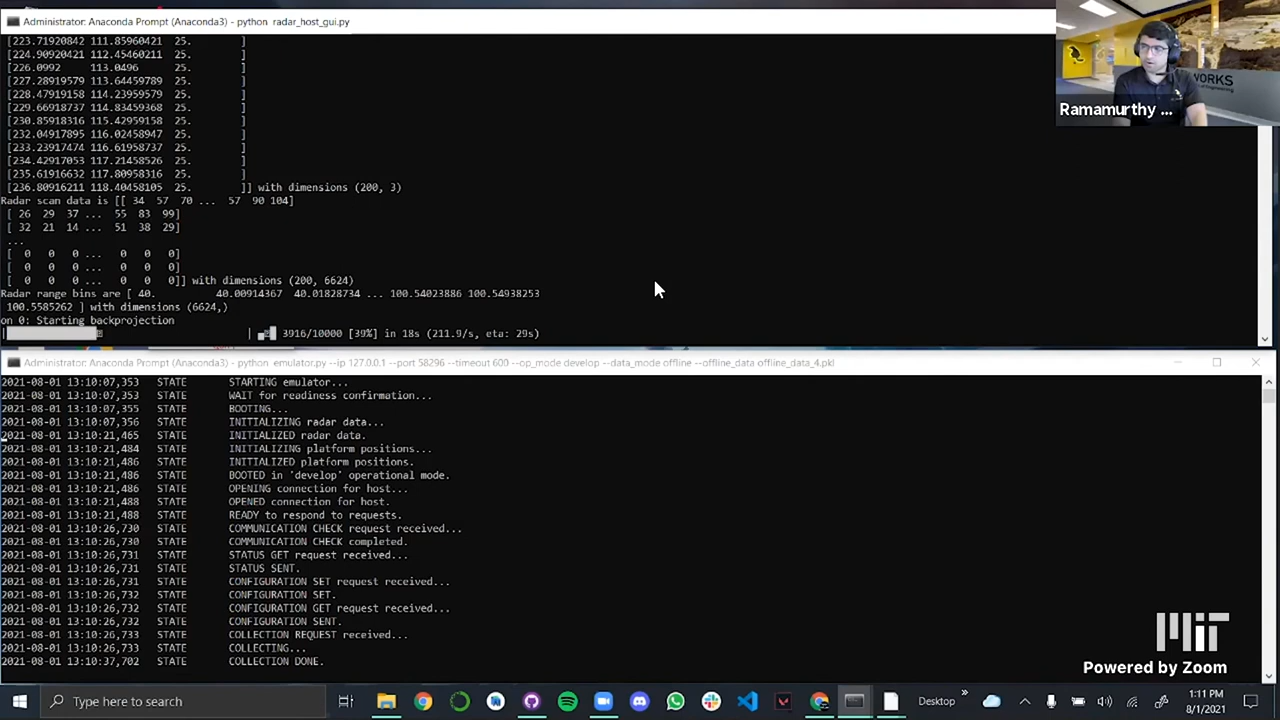 Administrator: Anaconda Prompt (Anaconda3) - python radar_host_gui.py
[223.71920842 111.85960421 25. ]
[224.90920421 112.45460211 25. ]
[226.0992 113.0496 25. ]
[227.28919579 113.64459789 25. ]
[228.47919158 114.23959579 25. ]
[229.66918737 114.83459368 25. ]
[230.85918316 115.42959158 25. ]
[232.04917895 116.02458947 25. ]
[233.23917474 116.61958737 25. ]
[234.42917053 117.21458526 25. ]
[235.61916632 117.80958316 25. ]
[236.80916211 118.40458105 25. ]] with dimensions (200, 3)
Radar scan data is [[ 34 57 70 ... 57 90 104]
[ 26 29 37 ... 55 83 99]
[ 32 21 14 ... 51 38 29]
...
[ 0 0 0 ... 0 0 0]
[ 0 0 0 ... 0 0 0]
[ 0 0 0 ... 0 0 0]] with dimensions (200, 6624)
Radar range bins are [ 40. 40.00914367 40.01828734 ... 100.54023886 100.54938253
100.5585262 ] with dimensions (6624,)
on 0: Starting backprojection
3916/10000 [39%] in 18s (211.9/s, eta: 29s)
WORKS
Ramamurthy ...
Administrator: Anaconda Prompt (Anaconda3) - python emulator.py --ip 127.0.0.1 --port 58296 --timeout 600 --op_mode develop --data_mode offline --offline_data offline_data_4.pkl
2021-08-01 13:10:07,353 STATE STARTING emulator...
2021-08-01 13:10:07,353 STATE WAIT for readiness confirmation...
2021-08-01 13:10:07,355 STATE BOOTING...
2021-08-01 13:10:07,356 STATE INITIALIZING radar data...
2021-08-01 13:10:21,465 STATE INITIALIZED radar data.
2021-08-01 13:10:21,484 STATE INITIALIZING platform positions...
2021-08-01 13:10:21,486 STATE INITIALIZED platform positions.
2021-08-01 13:10:21,486 STATE BOOTED in 'develop' operational mode.
2021-08-01 13:10:21,486 STATE OPENING connection for host...
2021-08-01 13:10:21,488 STATE OPENED connection for host.
2021-08-01 13:10:21,488 STATE READY to respond to requests.
2021-08-01 13:10:26,730 STATE COMMUNICATION CHECK request received...
2021-08-01 13:10:26,730 STATE COMMUNICATION CHECK completed.
2021-08-01 13:10:26,731 STATE STATUS GET request received...
2021-08-01 13:10:26,731 STATE STATUS SENT.
2021-08-01 13:10:26,731 STATE CONFIGURATION SET request received...
2021-08-01 13:10:26,732 STATE CONFIGURATION SET.
2021-08-01 13:10:26,732 STATE CONFIGURATION GET request received...
2021-08-01 13:10:26,732 STATE CONFIGURATION SENT.
2021-08-01 13:10:26,733 STATE COLLECTION REQUEST received...
2021-08-01 13:10:26,733 STATE COLLECTING...
2021-08-01 13:10:37,702 STATE COLLECTION DONE.
MIT
Powered by Zoom
Type here to search
Desktop
1:11 PM
8/1/2021